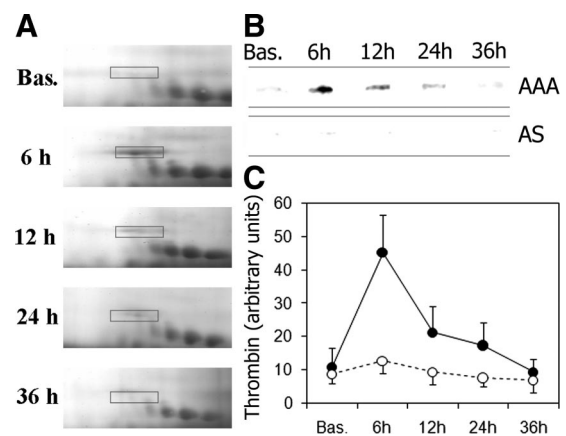 A
Bas.
6 h
12 h
24 h
36 h
B
Bas. 6h 12h 24h 36h
AAA
AS
C
Thrombin (arbitrary units)
60
50
40
30
20
10
0
Bas. 6h 12h 24h 36h